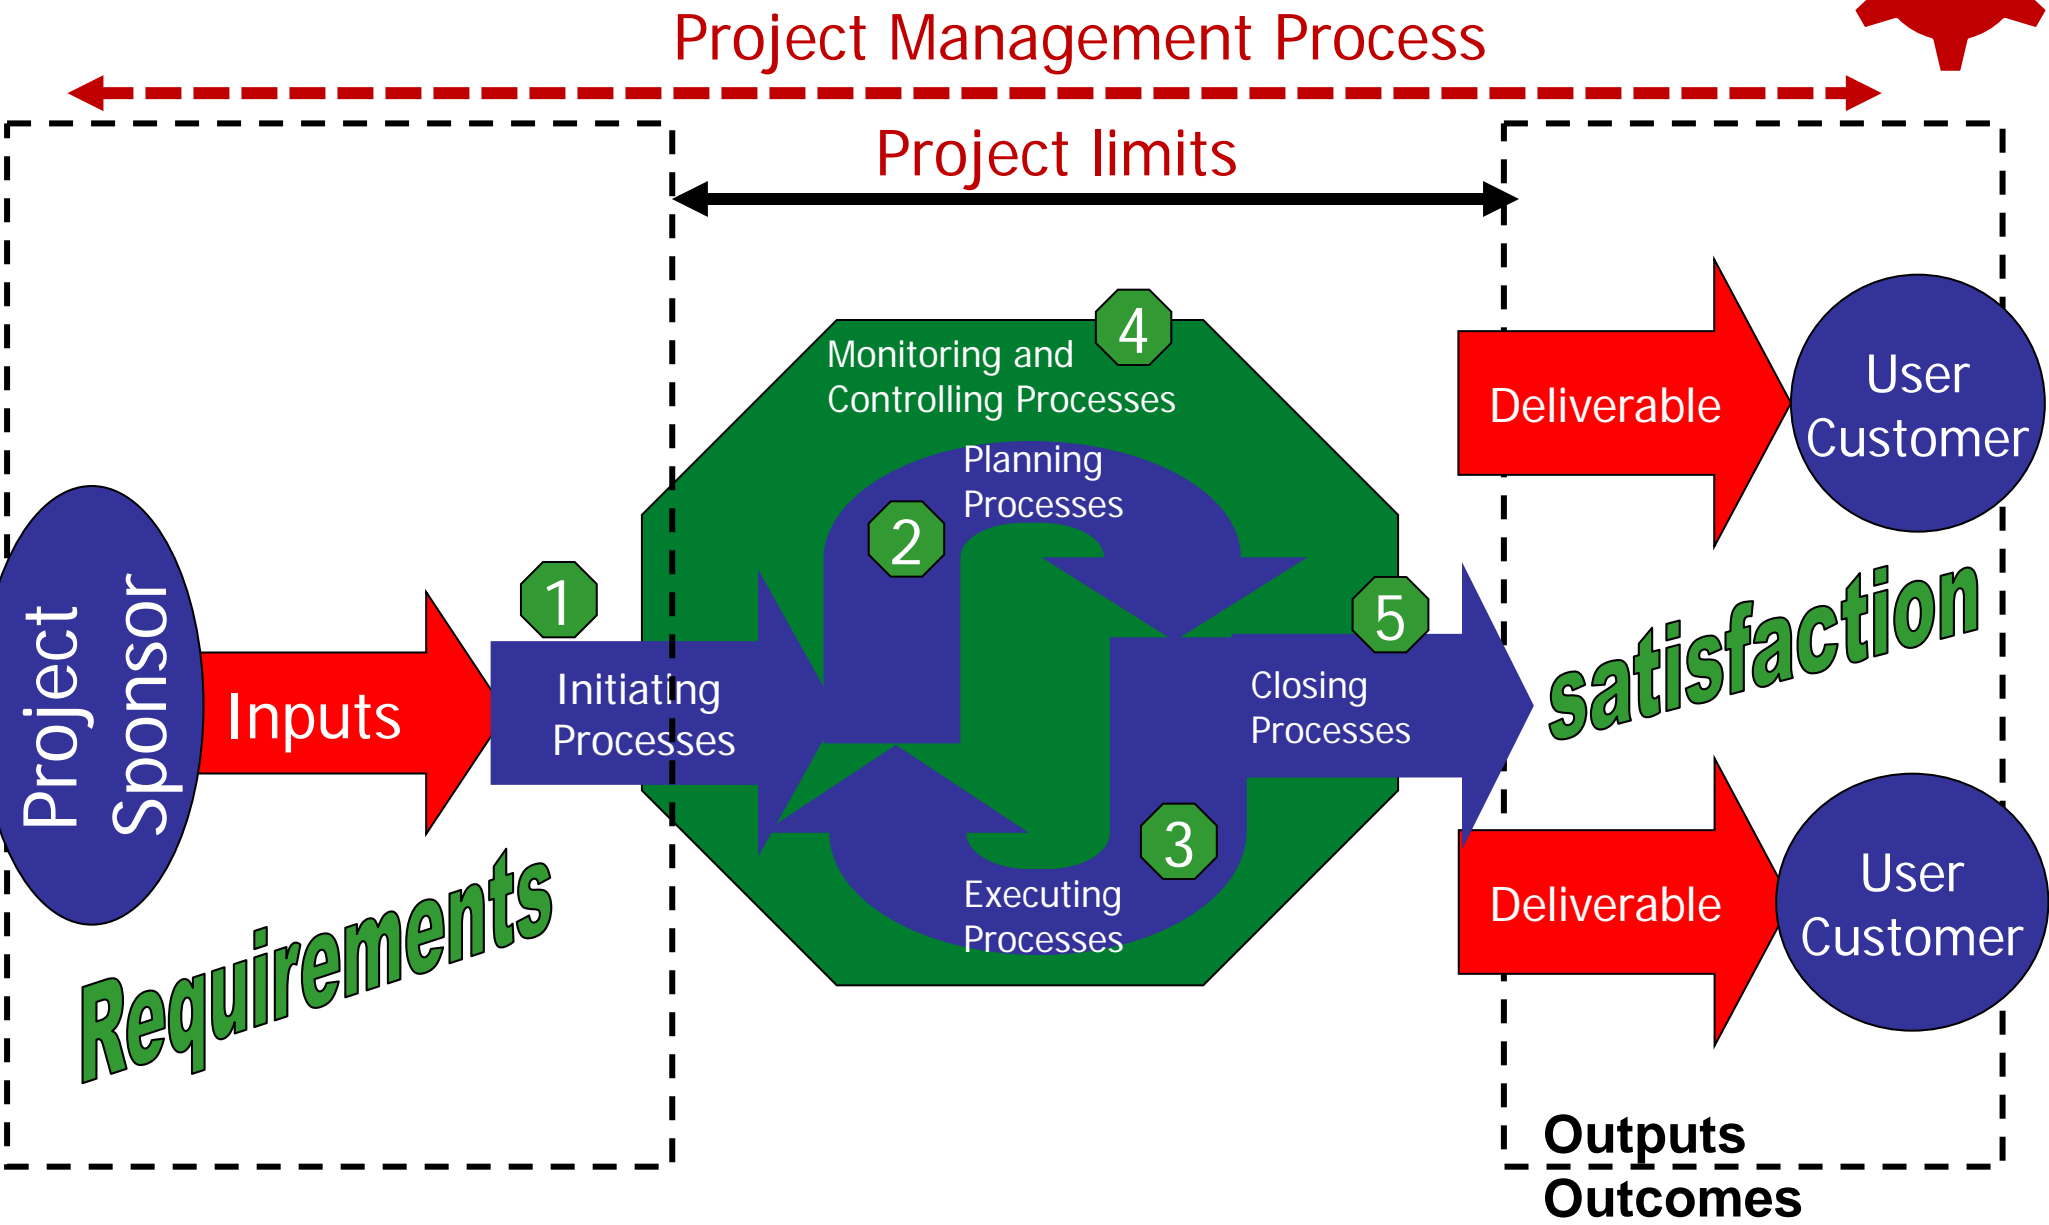 Project Management Process
Project limits
Project
Sponsor
Inputs
Requirements
1
Initiating
Processes
4
Monitoring and
Controlling Processes
2
Planning
Processes
3
Executing
Processes
5
Closing
Processes
Deliverable
User
Customer
satisfaction
Deliverable
User
Customer
Outputs
Outcomes